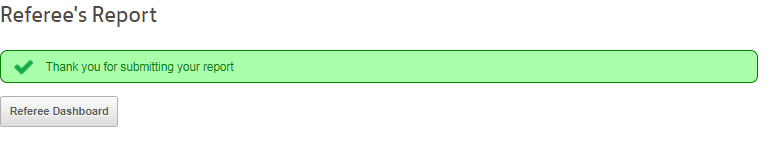 Referee's Report
Thank you for submitting your report
Referee Dashboard